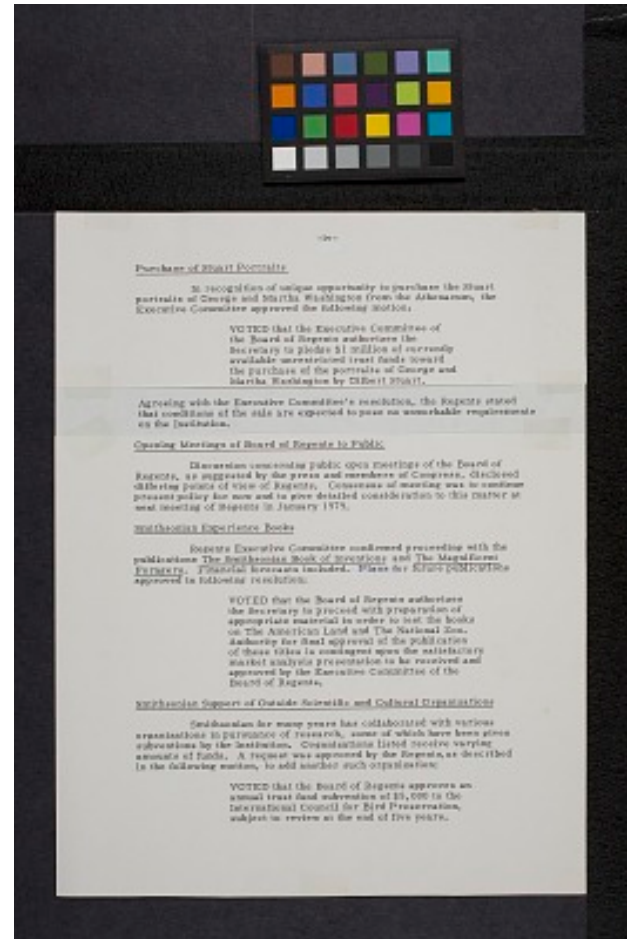 Purchase of Stuart Portraits
In recognition of unique opportunity to purchase the Stuart
portraits of George and Martha Washington from the Athenaeum, the
Executive Committee approved the following motion:
VOTED that the Executive Committee of
the Board of Regents authorizes the
Secretary to pledge $1 million of currently
available unrestricted trust funds toward
the purchase of the portraits of George and
Martha Washington by Gilbert Stuart.
Agreeing with the Executive Committee's resolution, the Regents stated
that conditions of the sale are expected to pose no unworkable requirements
on the Institution.
Opening Meetings of Board of Regents to Public
Discussion concerning public open meetings of the Board of
Regents, as suggested by the press and members of Congress, disclosed
differing points of view of Regents. Consensus of meeting was to continue
present policy for now and to give detailed consideration to this matter at
next meeting of Regents in January 1979.
Smithsonian Experience Books
Regents Executive Committee confirmed proceeding with the
publications The Smithsonian Book of Inventions and The Magnificent
Foragers. Financial forecasts included. Plans for future publications
approved in following resolution:
VOTED that the Board of Regents authorizes
the Secretary to proceed with preparation of
appropriate material in order to test the books
on The American Land and The National Zoo.
Authority for final approval of the publication
of these titles is contingent upon the satisfactory
market analysis presentation to be received and
approved by the Executive Committee of the
Board of Regents.
Smithsonian Support of Outside Scientific and Cultural Organizations
Smithsonian for many years has collaborated with various
organizations in pursuance of research, some of which have been given
subventions by the Institution. Organizations listed receive varying
amounts of funds. A request was approved by the Regents, as described
in the following motion, to add another such organization:
VOTED that the Board of Regents approves an
annual trust fund subvention of $5,000 to the
International Council for Bird Preservation,
subject to review at the end of five years.